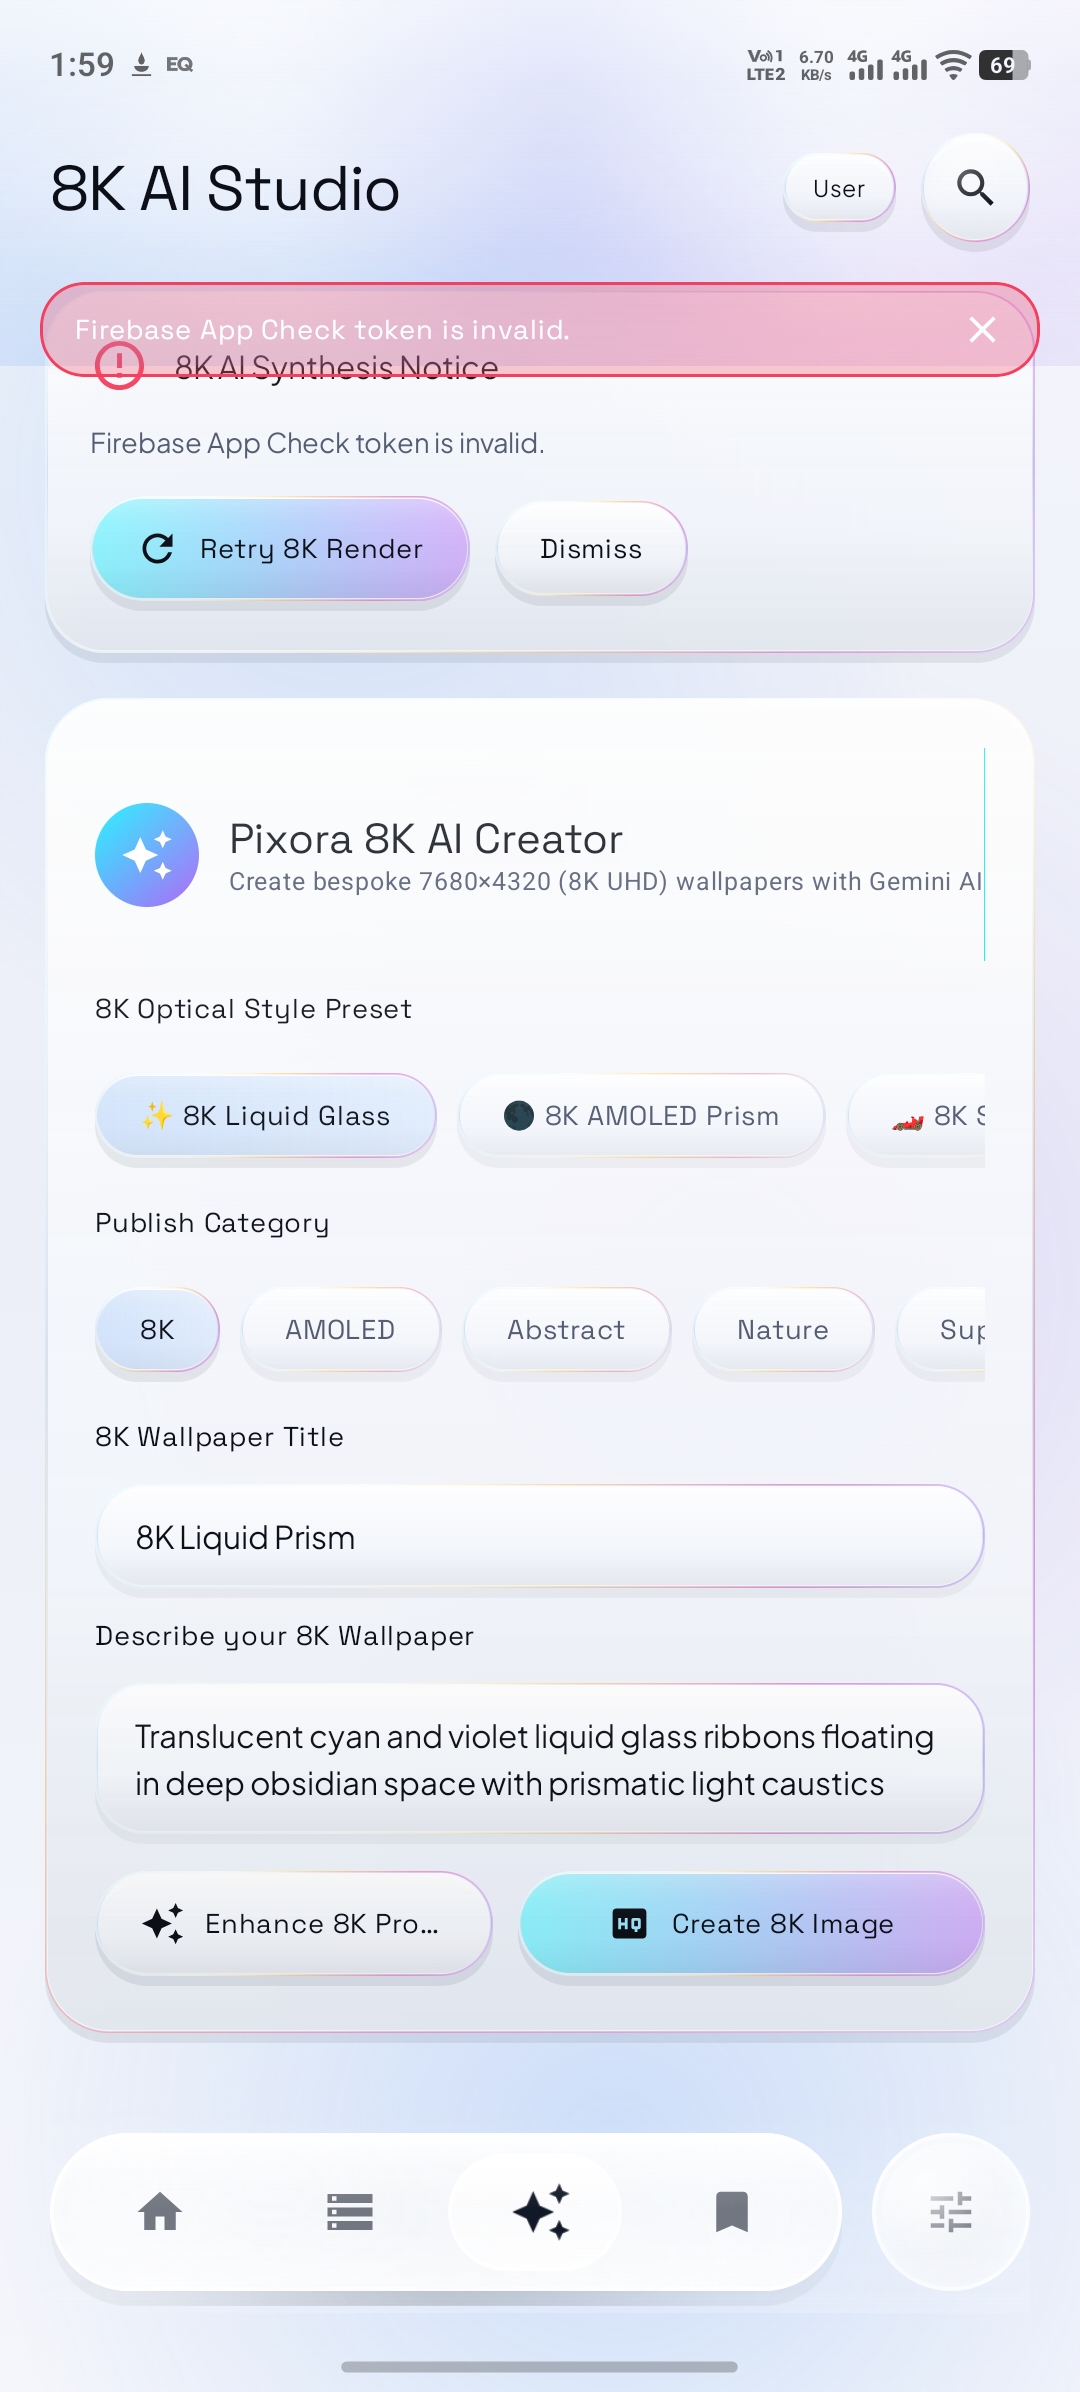 1:59 EQ Vo 1 LTE2 6.70 KB/s 4G 4G 69
8K AI Studio
User
Firebase App Check token is invalid.
8K AI Synthesis Notice
Firebase App Check token is invalid.
Retry 8K Render
Dismiss
Pixora 8K AI Creator
Create bespoke 7680×4320 (8K UHD) wallpapers with Gemini AI
8K Optical Style Preset
8K Liquid Glass
8K AMOLED Prism
8K S
Publish Category
8K
AMOLED
Abstract
Nature
Sup
8K Wallpaper Title
8K Liquid Prism
Describe your 8K Wallpaper
Translucent cyan and violet liquid glass ribbons floating
in deep obsidian space with prismatic light caustics
Enhance 8K Pro...
HQ Create 8K Image